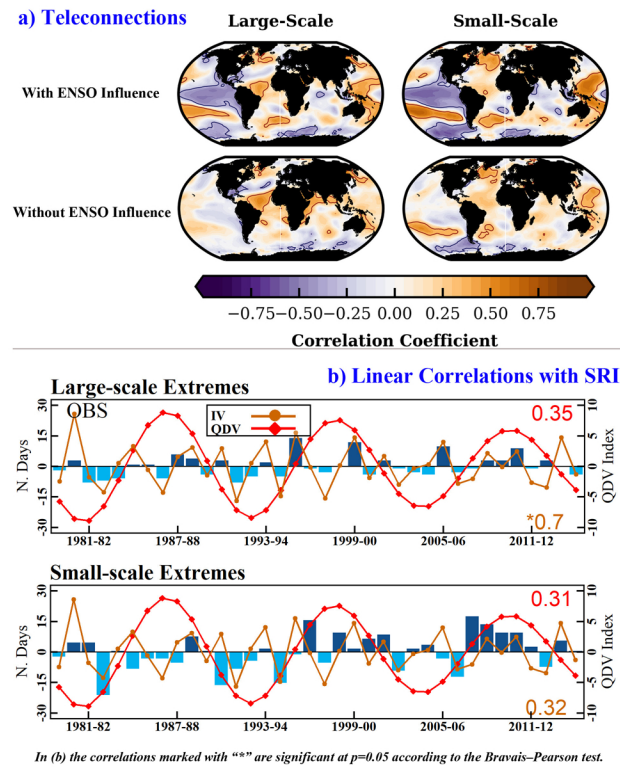 a) Teleconnections
Large-Scale
Small-Scale
With ENSO Influence
Without ENSO Influence
−0.75−0.50−0.25 0.00 0.25 0.50 0.75
Correlation Coefficient
b) Linear Correlations with SRI
Large-scale Extremes
OBS
IV
QDV
0.35
*0.7
N. Days
30
15
0
-15
-30
QDV Index
10
5
0
-5
-10
1981-82 1987-88 1993-94 1999-00 2005-06 2011-12
Small-scale Extremes
0.31
0.32
N. Days
30
15
0
-15
-30
QDV Index
10
5
0
-5
-10
1981-82 1987-88 1993-94 1999-00 2005-06 2011-12
In (b) the correlations marked with “*” are significant at p=0.05 according to the Bravais–Pearson test.